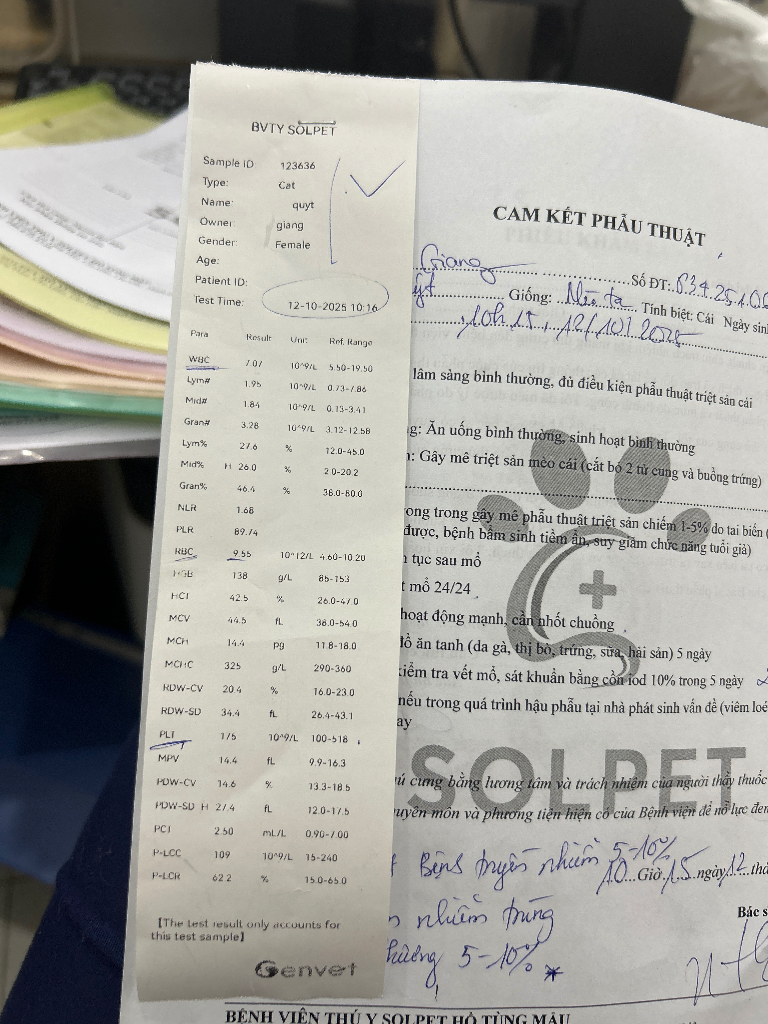 BVTY SOLPET
Sample ID 123636
Type: Cat
Name: quyt
Owner giang
Gender: Female
Age:
Patient ID:
Test Time: 12-10-2025 10:16
Para Result Unit Ref. Range
WBC 7.07 10^9/L 5.50-19.50
Lym# 1.95 10^9/L 0.73-7.86
Mid# 1.84 10^9/L 0.13-3.41
Gran# 3.28 10^9/L 3.12-12.58
Lym% 27.6 % 12.0-45.0
Mid% H 26.0 % 2.0-20.2
Gran% 46.4 % 38.0-80.0
NLR 1.68
PLR 89.74
RBC 9.55 10^12/L 4.60-10.20
HGB 138 g/L 85-153
HCT 42.5 % 26.0-47.0
MCV 44.5 fL 38.0-54.0
MCH 14.4 pg 11.8-18.0
MCHC 325 g/L 290-360
RDW-CV 20.4 % 16.0-23.0
RDW-SD 34.4 fL 26.4-43.1
PLT 175 10^9/L 100-518
MPV 14.4 fL 9.9-16.3
PDW-CV 14.6 % 13.3-18.5
PDW-SD H 27.4 fL 12.0-17.5
PCT 2.50 mL/L 0.90-7.00
P-LCC 109 10^9/L 15-240
P-LCR 62.2 % 15.0-65.0
[The test result only accounts for
this test sample]
Genvet
CAM KẾT PHẪU THUẬT
Giang Số ĐT:
Giống: Mèo ta Tính biệt: Cái Ngày sinh
10h15, 12/10/2025
lâm sàng bình thường, đủ điều kiện phẫu thuật triệt sản cái
Ăn uống bình thường, sinh hoạt bình thường
Gây mê triệt sản mèo cái (cắt bỏ 2 tử cung và buồng trứng)
ong trong gây mê phẫu thuật triệt sản chiếm 1-5% do tai biến (
được, bệnh bẩm sinh tiềm ẩn, suy giảm chức năng tuổi già)
tục sau mổ
mổ 24/24
hoạt động mạnh, cần nhốt chuồng
đồ ăn tanh (da gà, thị bò, trứng, sữa, hải sản) 5 ngày
kiểm tra vết mổ, sát khuẩn bằng cồn iod 10% trong 5 ngày
nếu trong quá trình hậu phẫu tại nhà phát sinh vấn đề (viêm loé
ay
SOLPET
ú cưng bằng lương tâm và trách nhiệm của người thầy thuốc
uyên môn và phương tiện hiện có của Bệnh viện để nỗ lực đem
Bệnh truyền nhiễm 5-10%
10 Giờ 15 ngày 12 thá
nhiễm trùng
Bác s
5-10% *
BỆNH VIỆN THÚ Y SOLPET HỒ TÙNG MẬU